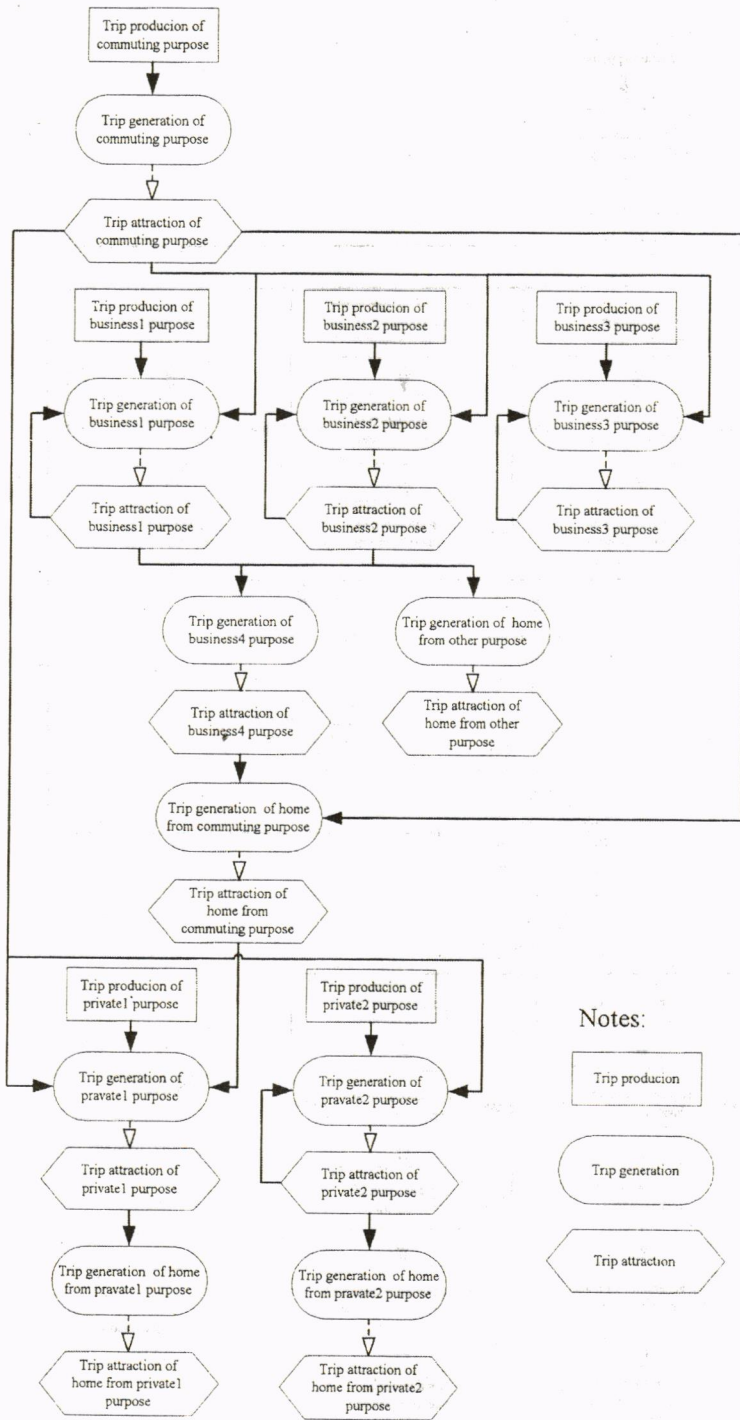 Trip producion of
commuting purpose
Trip generation of
commuting purpose
Trip attraction of
commuting purpose
Trip producion of
business1 purpose
Trip producion of
business2 purpose
Trip producion of
business3 purpose
Trip generation of
business1 purpose
Trip generation of
business2 purpose
Trip generation of
business3 purpose
Trip attraction of
business1 purpose
Trip attraction of
business2 purpose
Trip attraction of
business3 purpose
Trip generation of
business4 purpose
Trip generation of home
from other purpose
Trip attraction of
business4 purpose
Trip attraction of
home from other
purpose
Trip generation of home
from commuting purpose
Trip attraction of
home from
commuting purpose
Trip producion of
private1 purpose
Trip producion of
private2 purpose
Trip generation of
pravate1 purpose
Trip generation of
pravate2 purpose
Trip attraction of
private1 purpose
Trip attraction of
private2 purpose
Trip generation of home
from pravate1 purpose
Trip generation of home
from pravate2 purpose
Trip attraction of
home from private1
purpose
Trip attraction of
home from private2
purpose
Notes:
Trip producion
Trip generation
Trip attraction